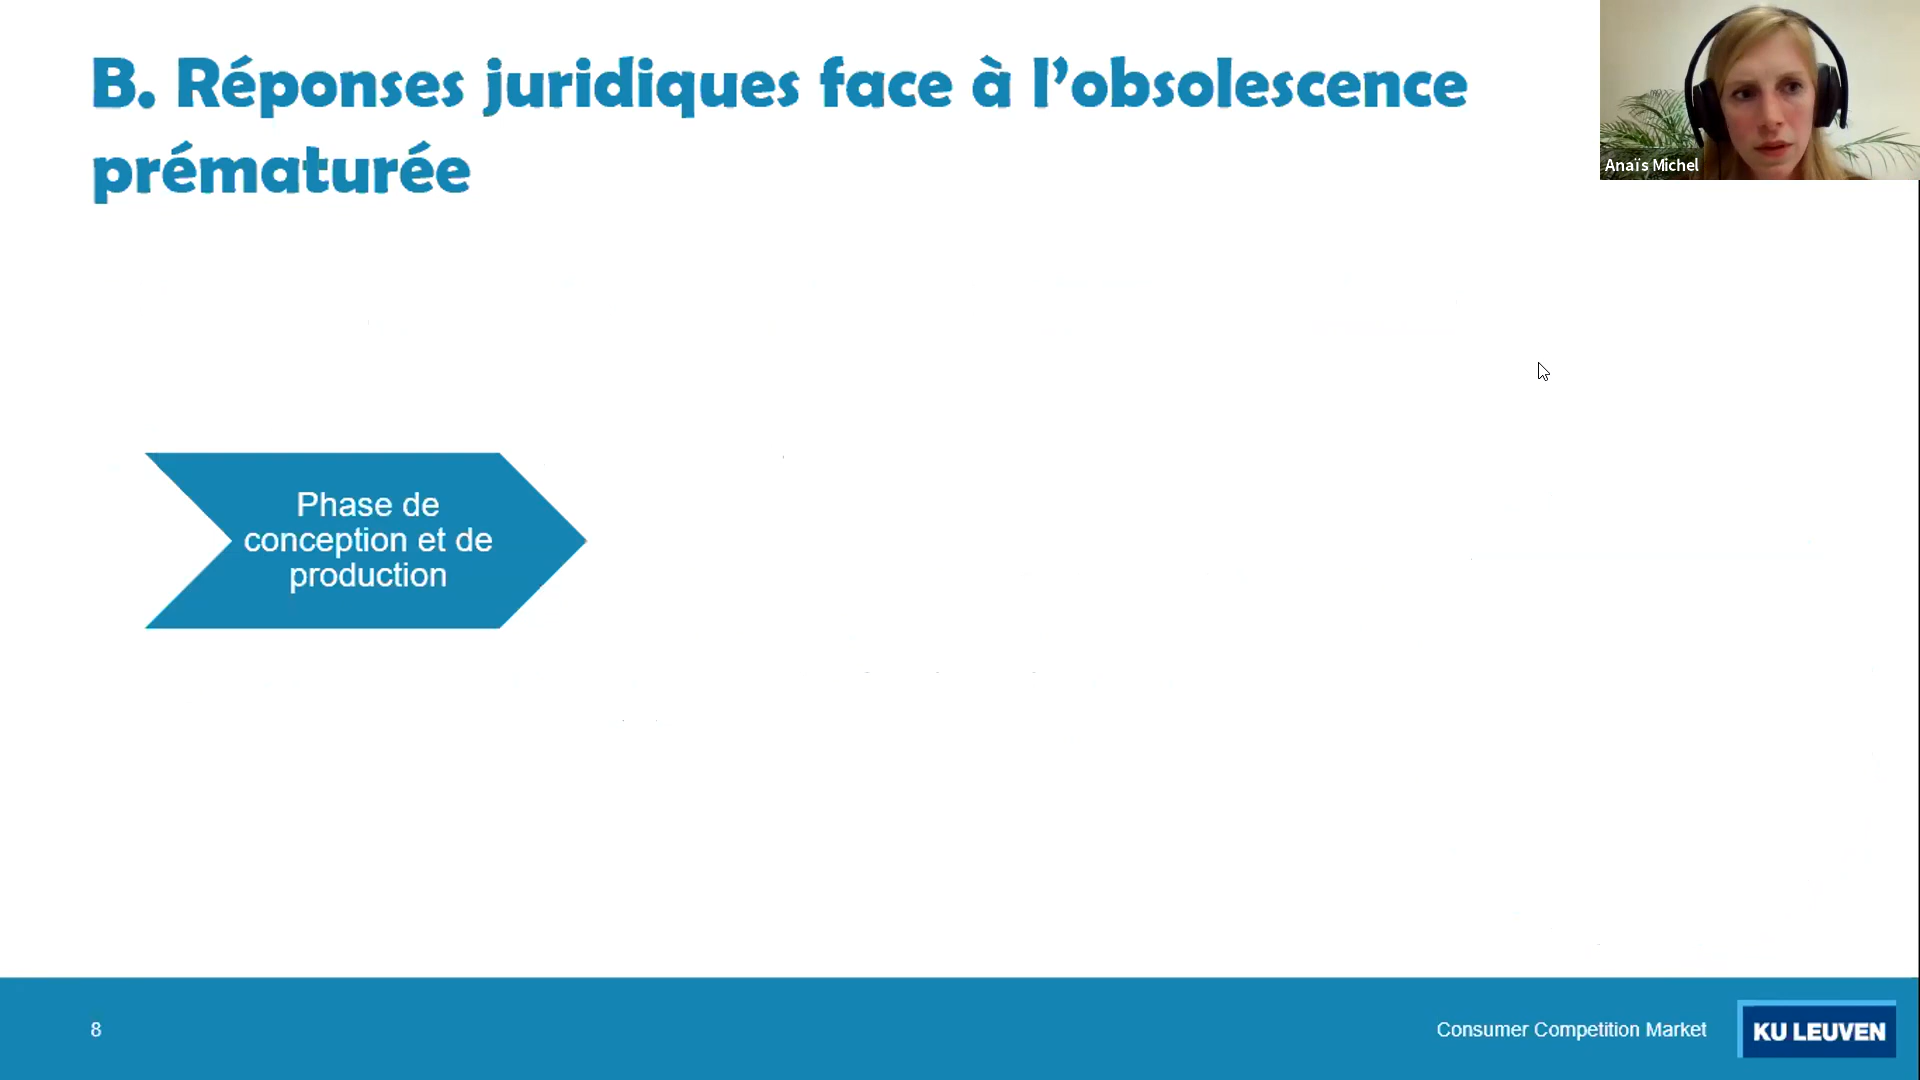 B. Réponses juridiques face à l’obsolescence
prématurée
Anaïs Michel
Phase de
conception et de
production
8
Consumer Competition Market
KU LEUVEN